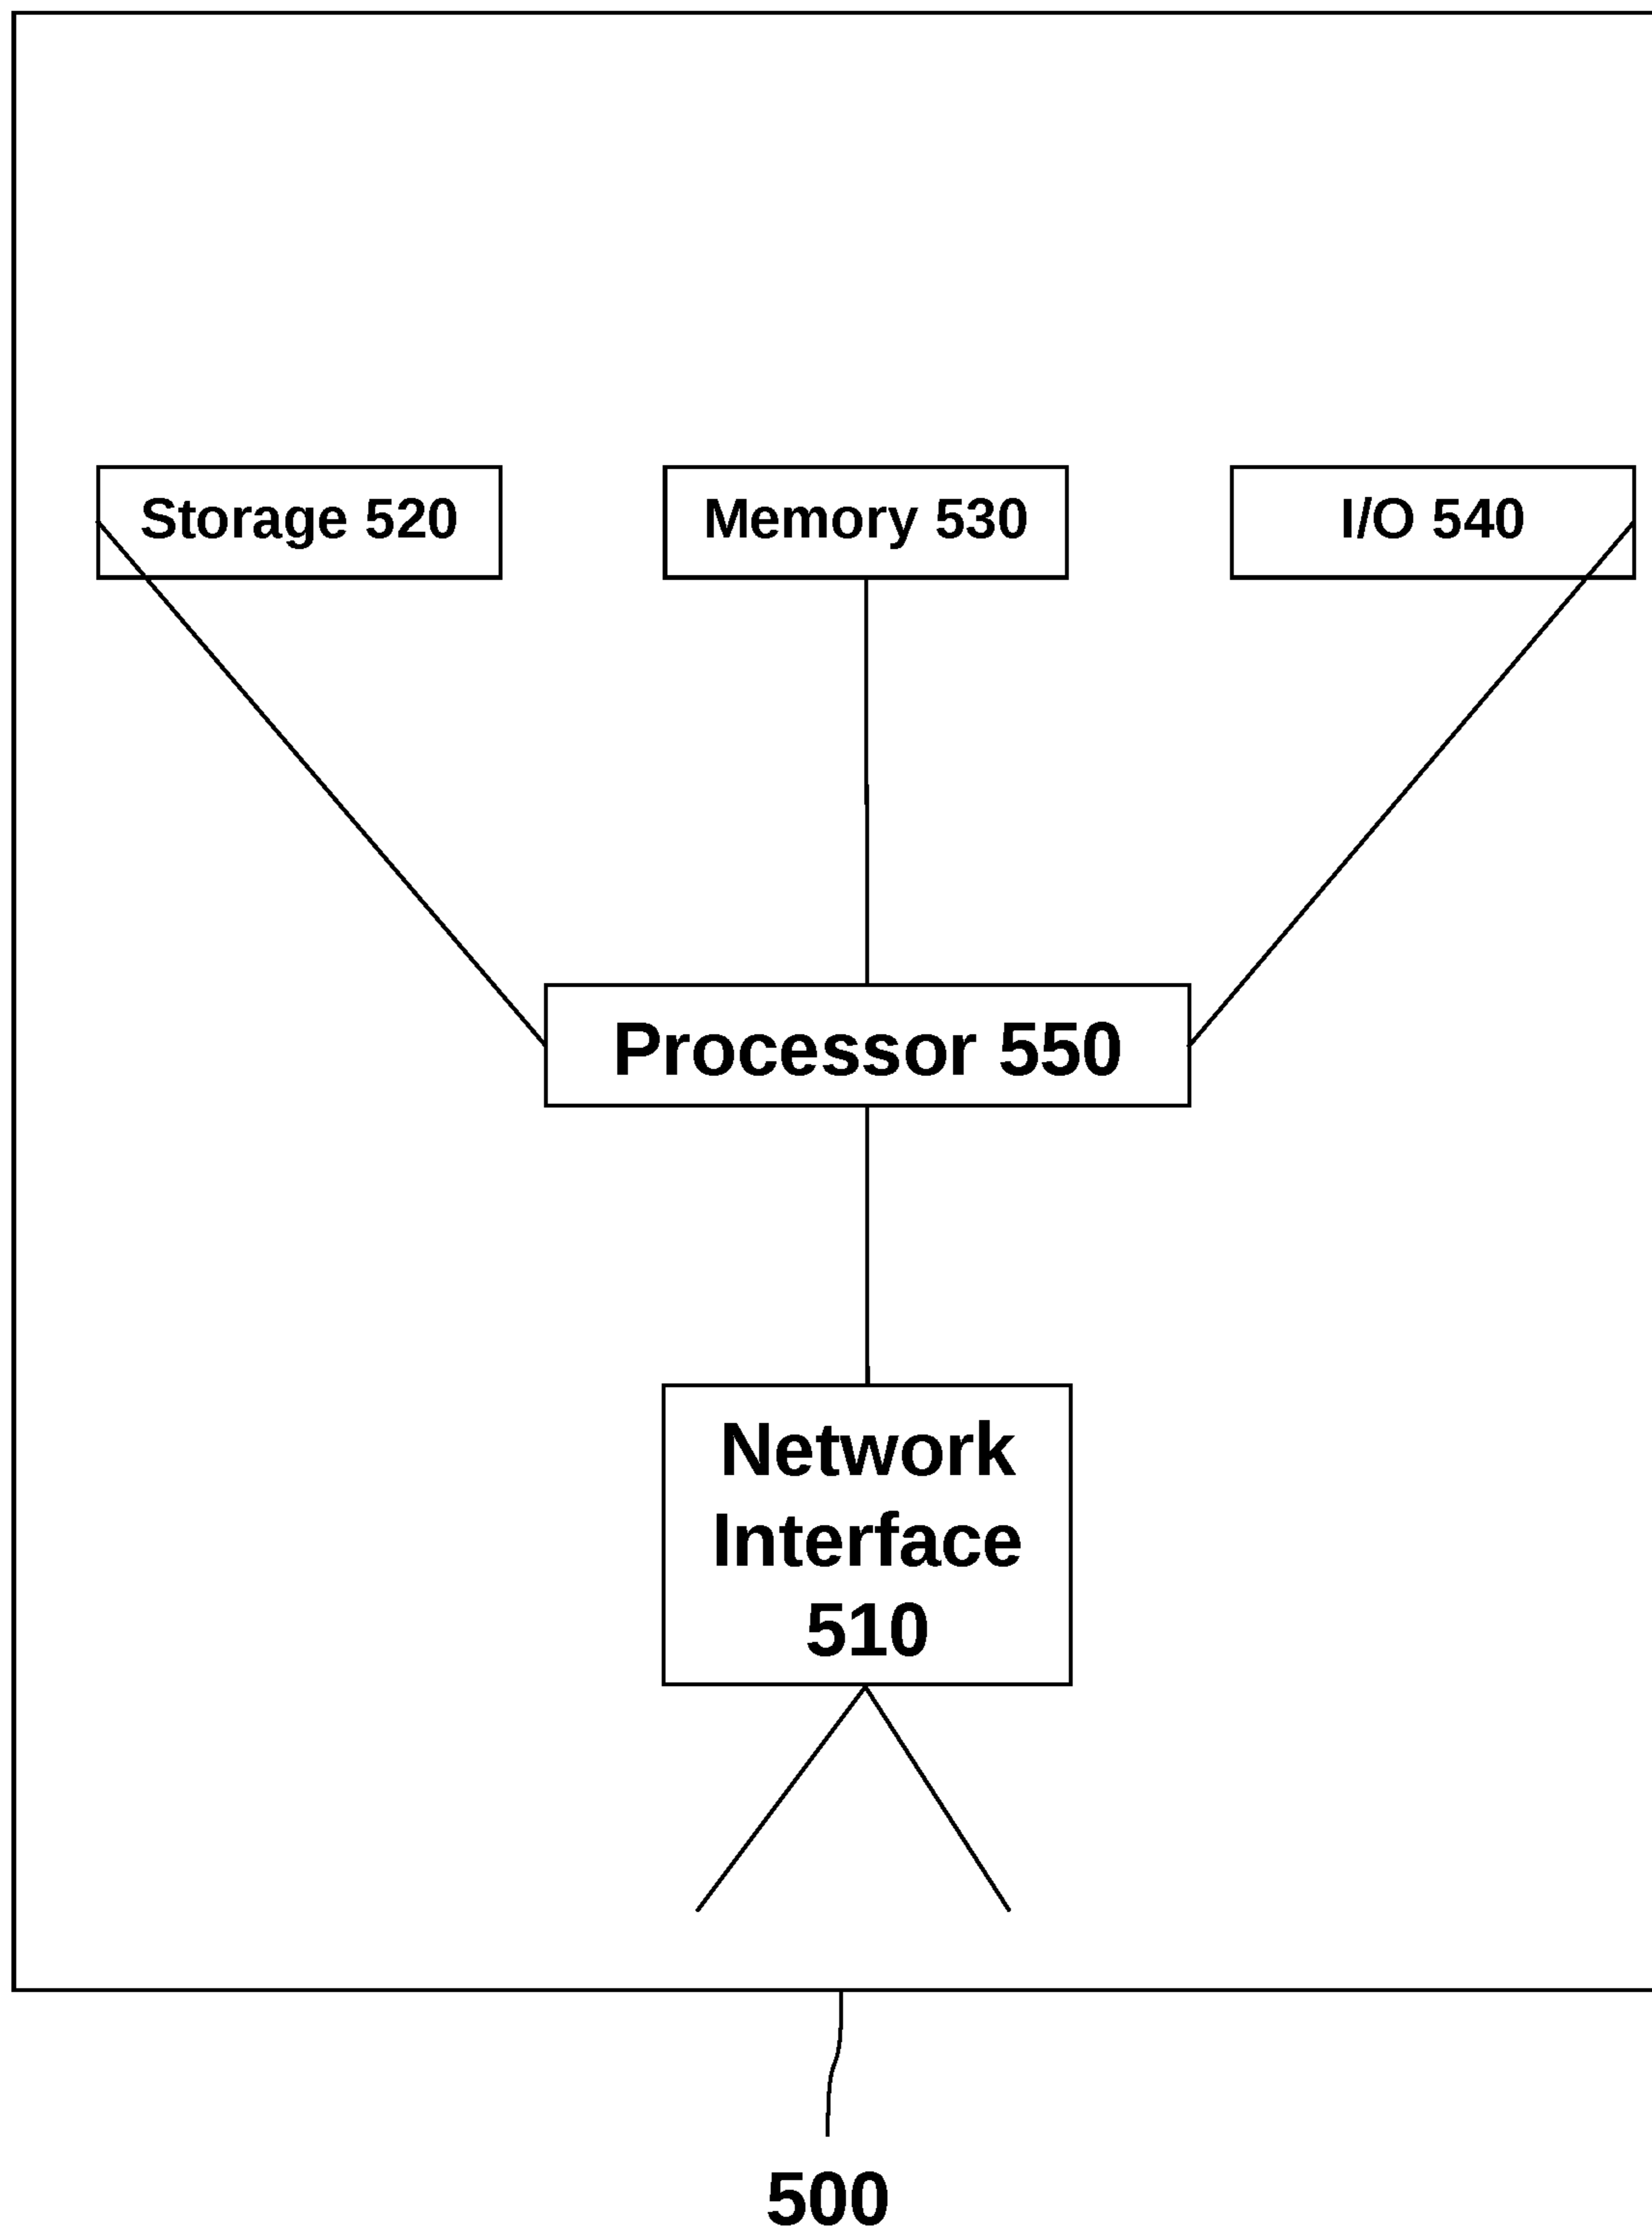 Storage 520
Memory 530
I/O 540
Processor 550
Network
Interface
510
500